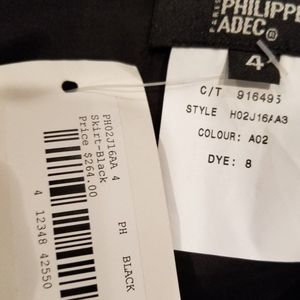 PARIS
PHILIPPE
ADEC®
4
C/T 916495
STYLE H02J16AA3
COLOUR: A02
DYE: 8
PH02J16AA 4
Skirt-Black
Price $264.00
PH BLACK
4 12348 42550